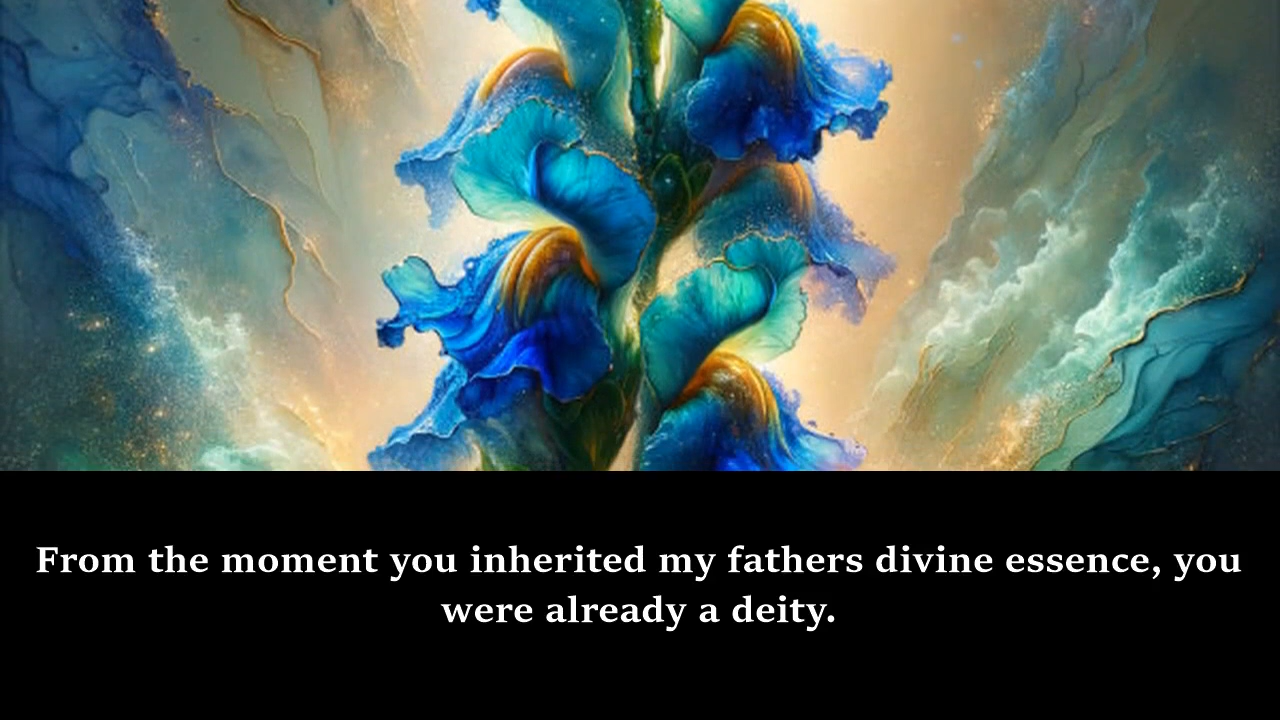 From the moment you inherited my fathers divine essence, you
were already a deity.